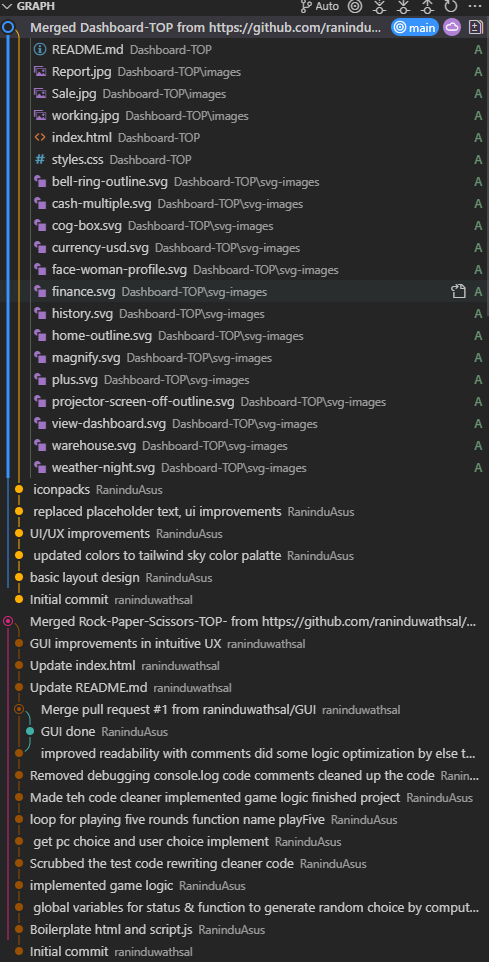 GRAPH Auto
Merged Dashboard-TOP from https://github.com/ranindu... main
README.md Dashboard-TOP A
Report.jpg Dashboard-TOP\images A
Sale.jpg Dashboard-TOP\images A
working.jpg Dashboard-TOP\images A
index.html Dashboard-TOP A
styles.css Dashboard-TOP A
bell-ring-outline.svg Dashboard-TOP\svg-images A
cash-multiple.svg Dashboard-TOP\svg-images A
cog-box.svg Dashboard-TOP\svg-images A
currency-usd.svg Dashboard-TOP\svg-images A
face-woman-profile.svg Dashboard-TOP\svg-images A
finance.svg Dashboard-TOP\svg-images A
history.svg Dashboard-TOP\svg-images A
home-outline.svg Dashboard-TOP\svg-images A
magnify.svg Dashboard-TOP\svg-images A
plus.svg Dashboard-TOP\svg-images A
projector-screen-off-outline.svg Dashboard-TOP\svg-images A
view-dashboard.svg Dashboard-TOP\svg-images A
warehouse.svg Dashboard-TOP\svg-images A
weather-night.svg Dashboard-TOP\svg-images A
iconpacks RaninduAsus
replaced placeholder text, ui improvements RaninduAsus
UI/UX improvements RaninduAsus
updated colors to tailwind sky color palatte RaninduAsus
basic layout design RaninduAsus
Initial commit raninduwathsal
Merged Rock-Paper-Scissors-TOP- from https://github.com/raninduwathsal/...
GUI improvements in intuitive UX raninduwathsal
Update index.html raninduwathsal
Update README.md raninduwathsal
Merge pull request #1 from raninduwathsal/GUI raninduwathsal
GUI done RaninduAsus
improved readability with comments did some logic optimization by else t...
Removed debugging console.log code comments cleaned up the code Ranin...
Made teh code cleaner implemented game logic finished project RaninduAsus
loop for playing five rounds function name playFive RaninduAsus
get pc choice and user choice implement RaninduAsus
Scrubbed the test code rewriting cleaner code RaninduAsus
implemented game logic RaninduAsus
global variables for status & function to generate random choice by comput...
Boilerplate html and script.js RaninduAsus
Initial commit raninduwathsal